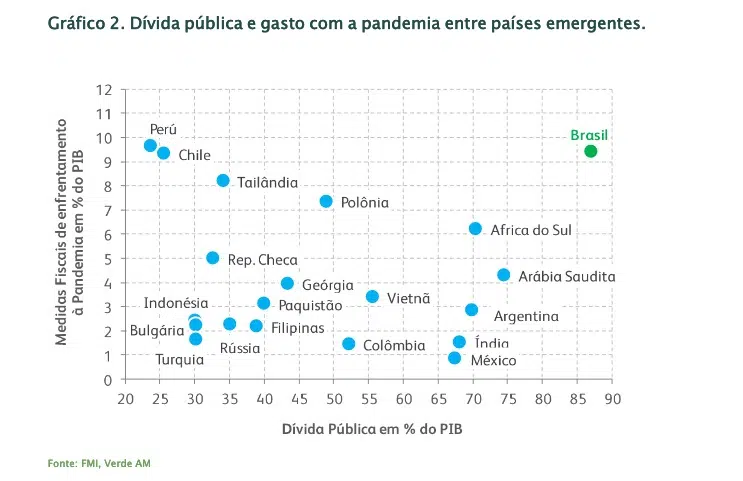 Gráfico 2. Dívida pública e gasto com a pandemia entre países emergentes.
Medidas Fiscais de enfrentamento
à Pandemia em % do PIB
12
11
10
9
8
7
6
5
4
3
2
1
0
Perú
Chile
Brasil
Tailândia
Polônia
Africa do Sul
Rep. Checa
Arábia Saudita
Geórgia
Indonésia
Paquistão
Vietnã
Argentina
Bulgária
Filipinas
Rússia
Colômbia
Índia
Turquia
México
20 25 30 35 40 45 50 55 60 65 70 75 80 85 90
Dívida Pública em % do PIB
Fonte: FMI, Verde AM